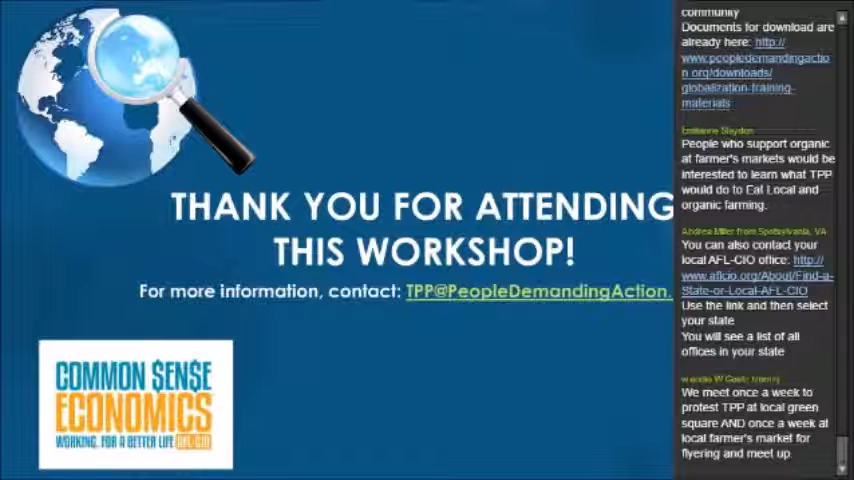 THANK YOU FOR ATTENDING
THIS WORKSHOP!
For more information, contact: TPP@PeopleDemandingAction.
COMMON $EN$E
ECONOMICS
WORKING. FOR A BETTER LIFE AFL-CIO
community
Documents for download are
already here: http://
www.peopledemandingactio
n.org/downloads/
globalization-training-
materials
People who support organic
at farmer's markets would be
interested to learn what TPP
would do to Eat Local and
organic farming.
Andrea Miller from Spotsylvania, VA
You can also contact your
local AFL-CIO office: http://
www.aflcio.org/About/Find-a-
State-or-Local-AFL-CIO
Use the link and then select
your state
You will see a list of all
offices in your state
We meet once a week to
protest TPP at local green
square AND once a week at
local farmer's market for
flyering and meet up